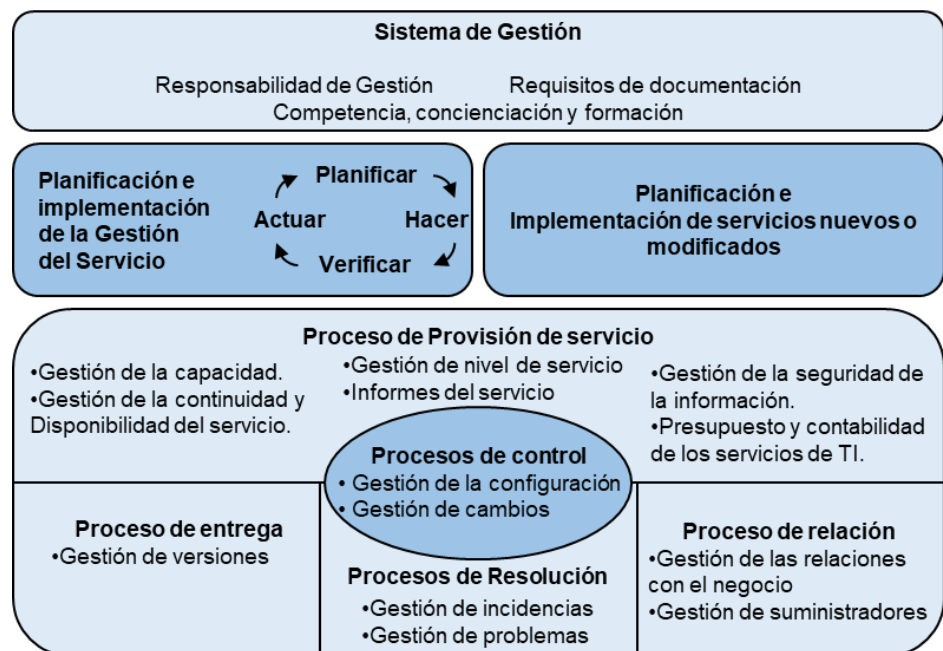 Sistema de Gestión
Responsabilidad de Gestión
Requisitos de documentación
Competencia, concienciación y formación
Planificación e
implementación
de la Gestión
del Servicio
Planificar
Actuar
Hacer
Verificar
Planificación e
Implementación de servicios nuevos o
modificados
Proceso de Provisión de servicio
•Gestión de la capacidad.
•Gestión de la continuidad y
Disponibilidad del servicio.
•Gestión de nivel de servicio
•Informes del servicio
•Gestión de la seguridad de
la información.
•Presupuesto y contabilidad
de los servicios de TI.
Procesos de control
• Gestión de la configuración
• Gestión de cambios
Proceso de entrega
•Gestión de versiones
Procesos de Resolución
•Gestión de incidencias
•Gestión de problemas
Proceso de relación
•Gestión de las relaciones
con el negocio
•Gestión de suministradores